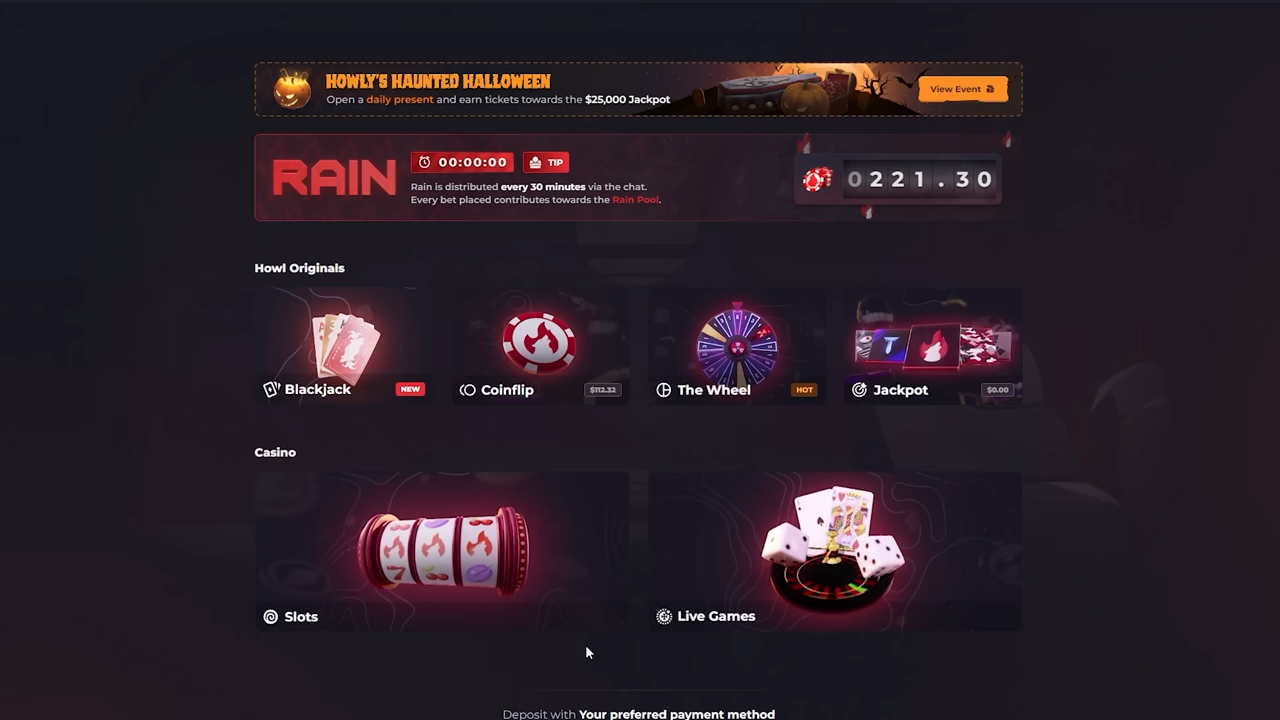 HOWLY'S HAUNTED HALLOWEEN
Open a daily present and earn tickets towards the $25,000 Jackpot
View Event
RAIN
00:00:00
TIP
Rain is distributed every 30 minutes via the chat.
Every bet placed contributes towards the Rain Pool.
0221.30
Howl Originals
Blackjack
NEW
Coinflip
$112.32
The Wheel
HOT
Jackpot
$0.00
Casino
Slots
Live Games
Deposit with Your preferred payment method